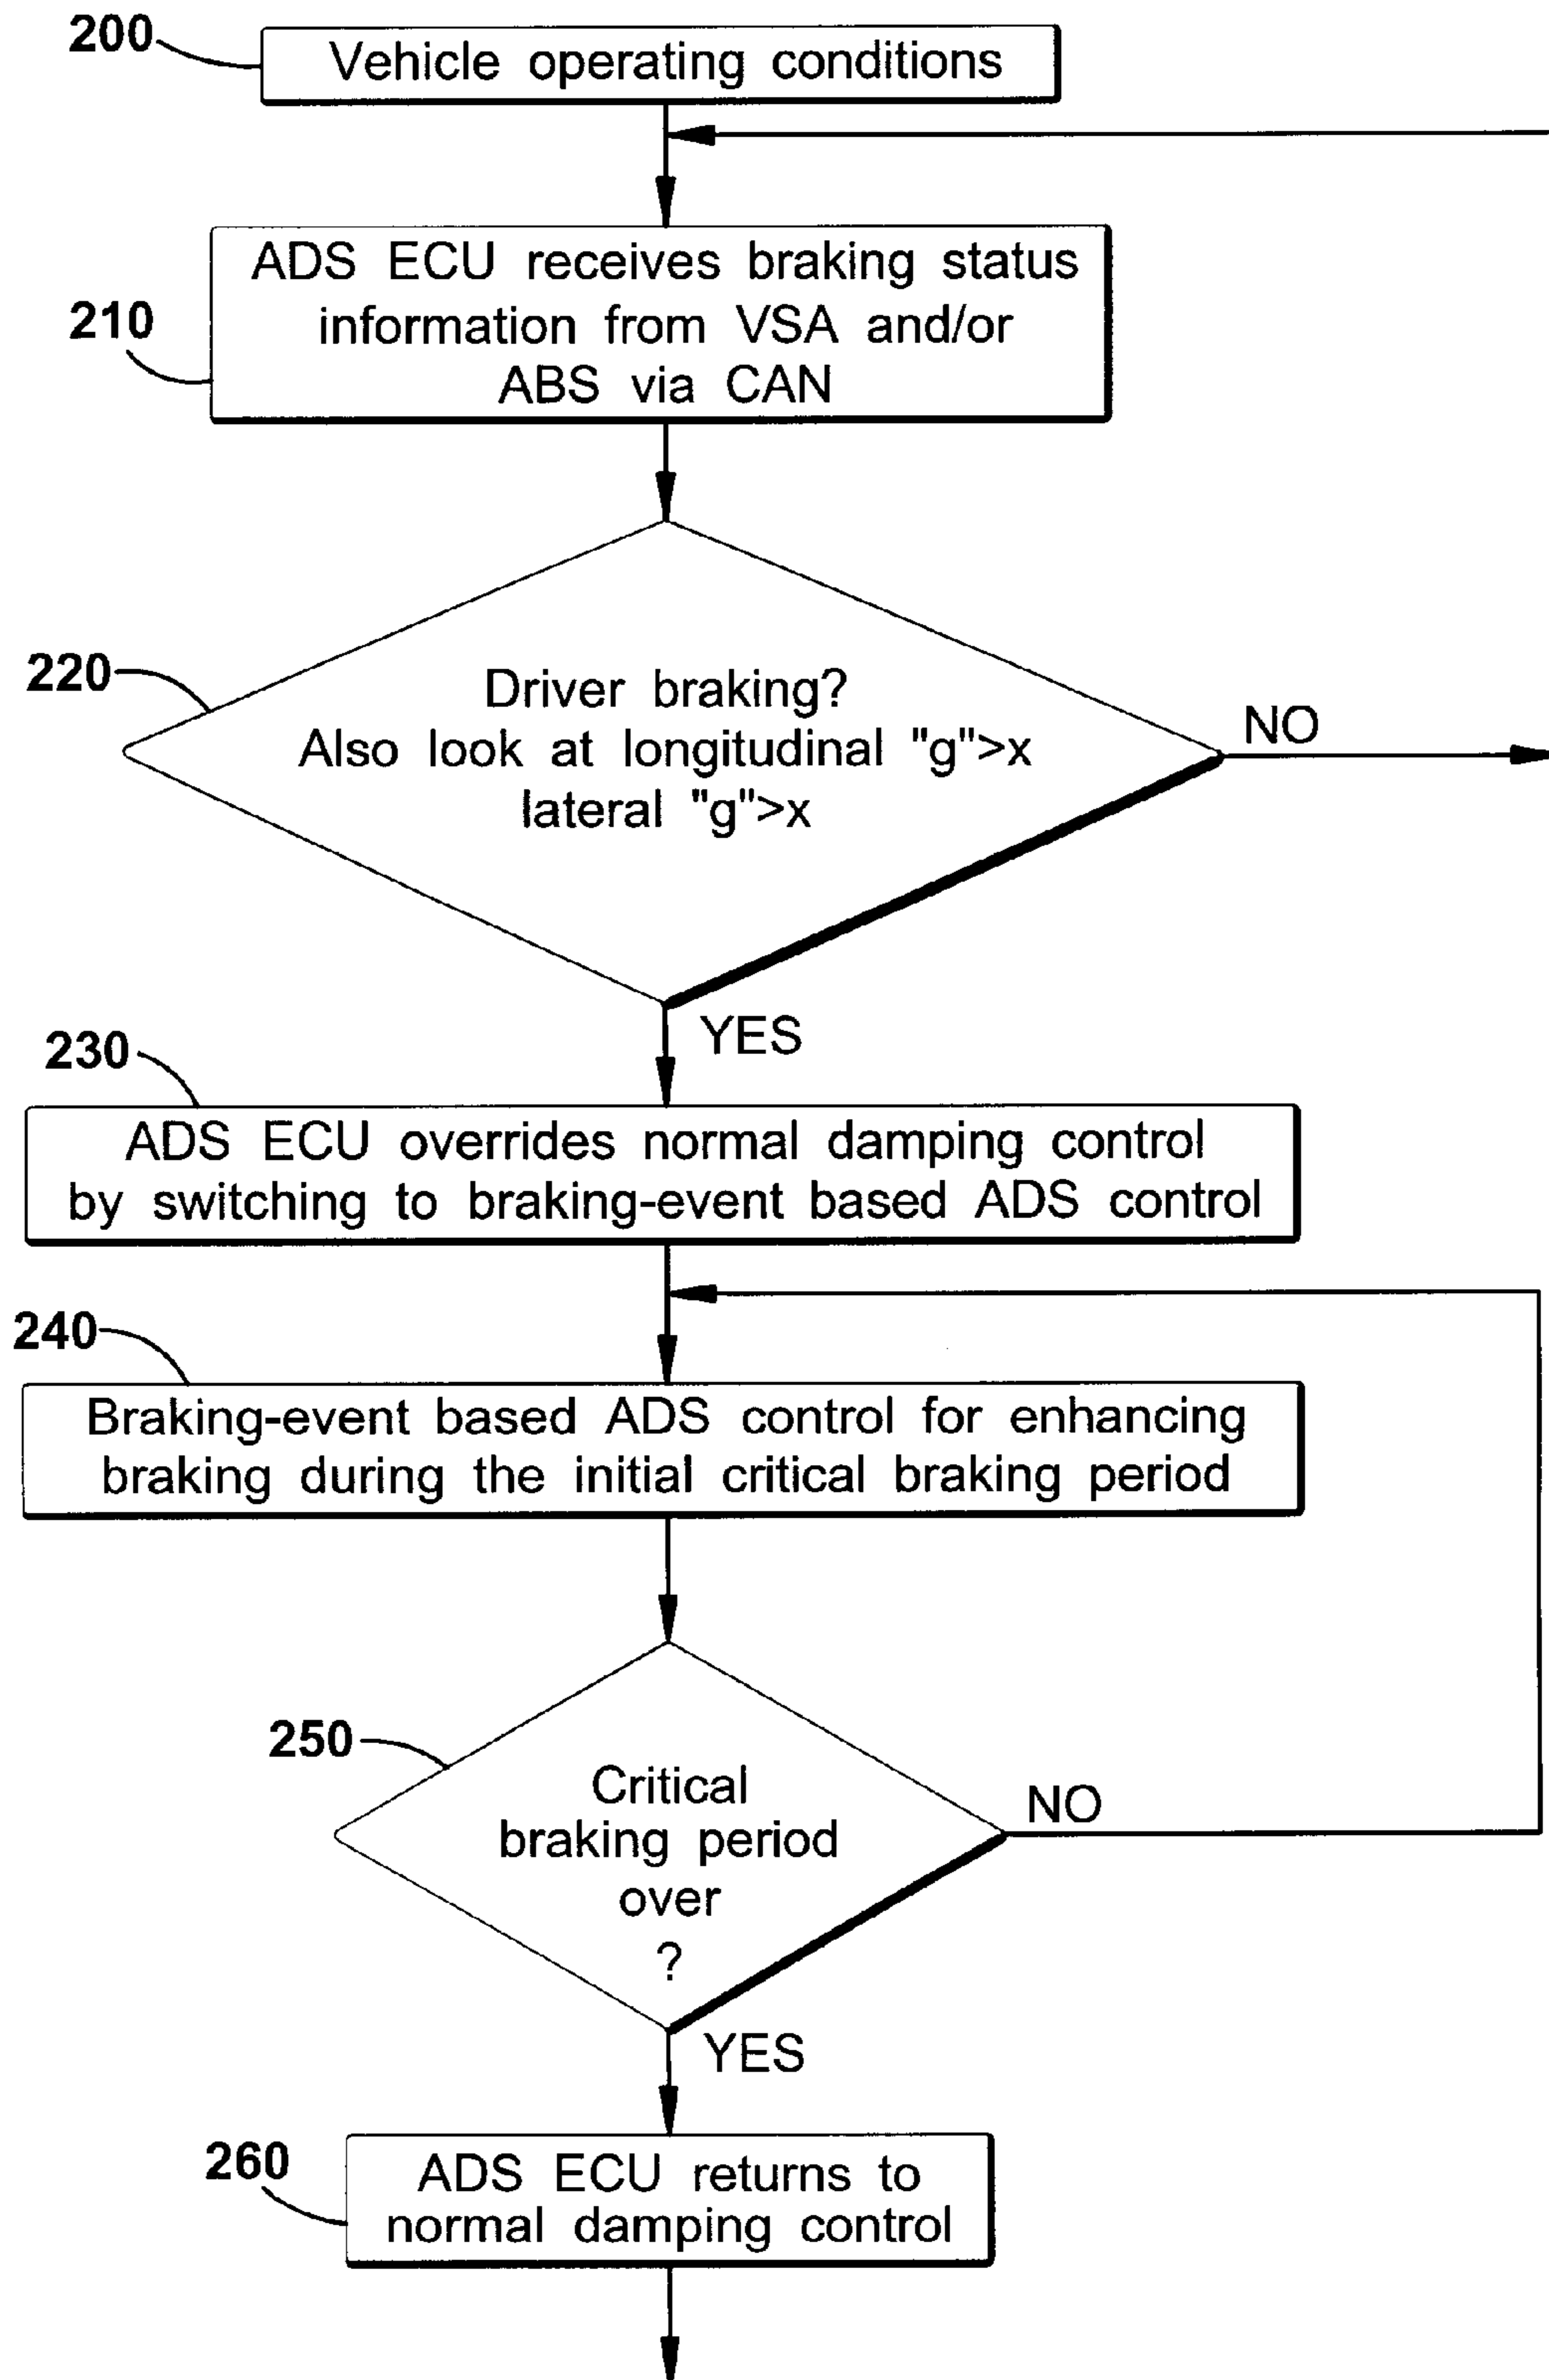 200
Vehicle operating conditions
ADS ECU receives braking status
information from VSA and/or
ABS via CAN
210
220
Driver braking?
Also look at longitudinal "g">x
lateral "g">x
NO
YES
230
ADS ECU overrides normal damping control
by switching to braking-event based ADS control
240
Braking-event based ADS control for enhancing
braking during the initial critical braking period
250
Critical
braking period
over
?
NO
YES
260
ADS ECU returns to
normal damping control